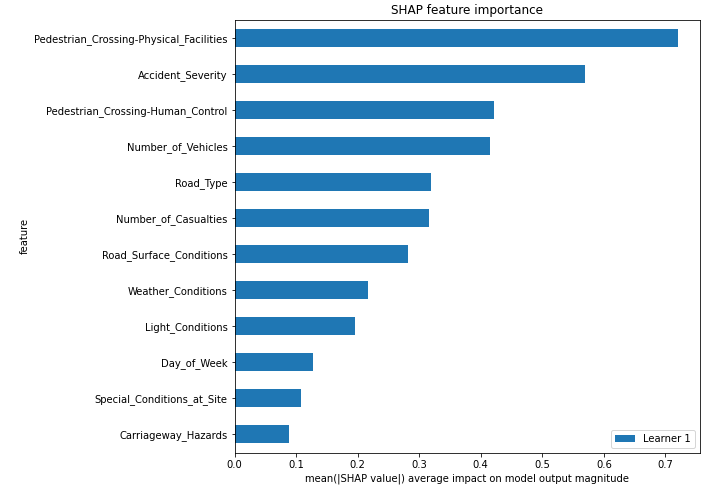 SHAP feature importance
Pedestrian_Crossing-Physical_Facilities
Accident_Severity
Pedestrian_Crossing-Human_Control
Number_of_Vehicles
Road_Type
Number_of_Casualties
Road_Surface_Conditions
Weather_Conditions
Light_Conditions
Day_of_Week
Special_Conditions_at_Site
Carriageway_Hazards
feature
Learner 1
0.0 0.1 0.2 0.3 0.4 0.5 0.6 0.7
mean(|SHAP value|) average impact on model output magnitude